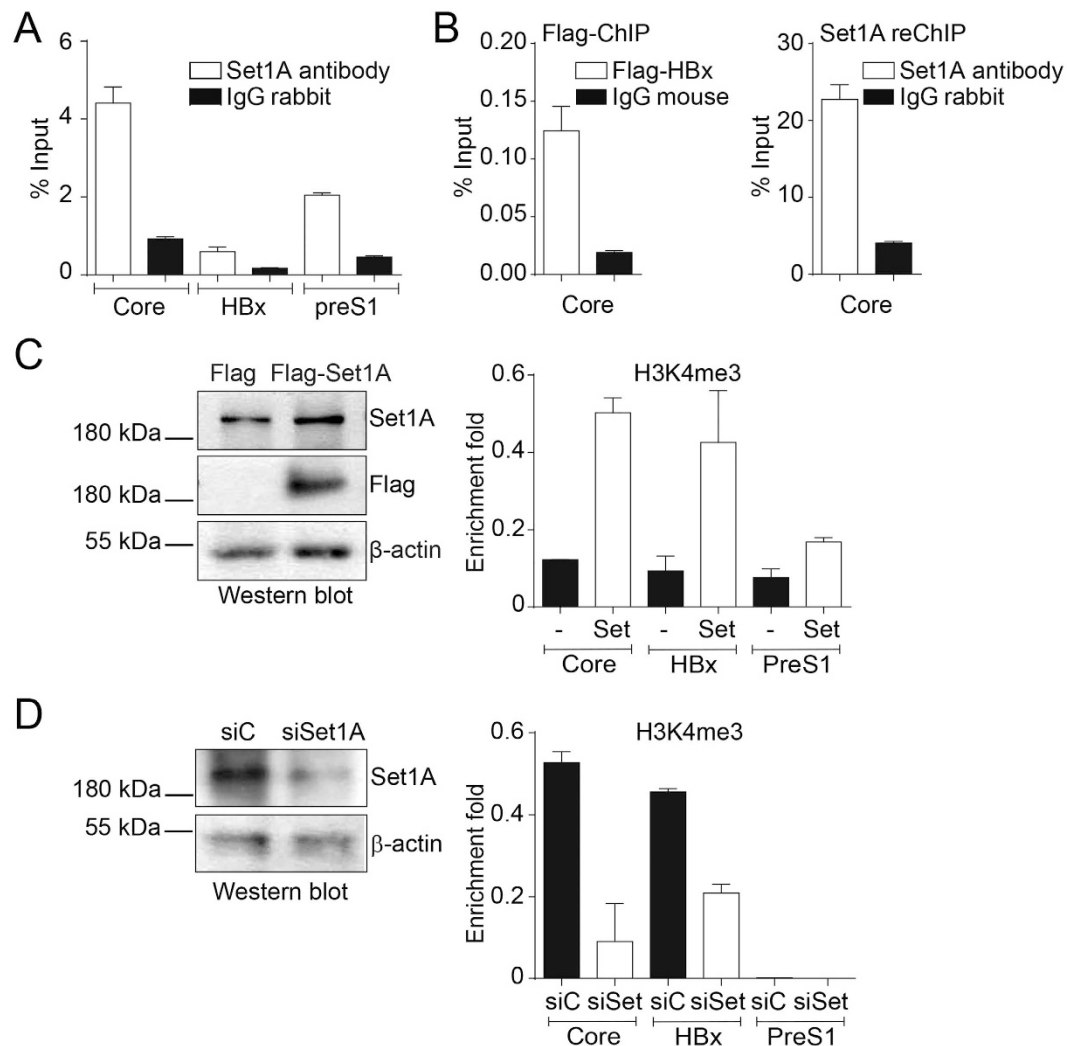 A
6
4
2
0
% Input
Set1A antibody
IgG rabbit
Core HBx preS1
B
Flag-ChIP
0.20
0.15
0.10
0.05
0.00
% Input
Flag-HBx
IgG mouse
Core
Set1A reChIP
30
20
10
0
% Input
Set1A antibody
IgG rabbit
Core
C
Flag Flag-Set1A
Set1A
180 kDa
Flag
180 kDa
55 kDa
β-actin
Western blot
H3K4me3
0.6
0.4
0.2
0
Enrichment fold
- Set - Set - Set
Core HBx PreS1
D
siC siSet1A
Set1A
180 kDa
55 kDa
β-actin
Western blot
H3K4me3
0.6
0.4
0.2
0
Enrichment fold
siC siSet siC siSet siC siSet
Core HBx PreS1